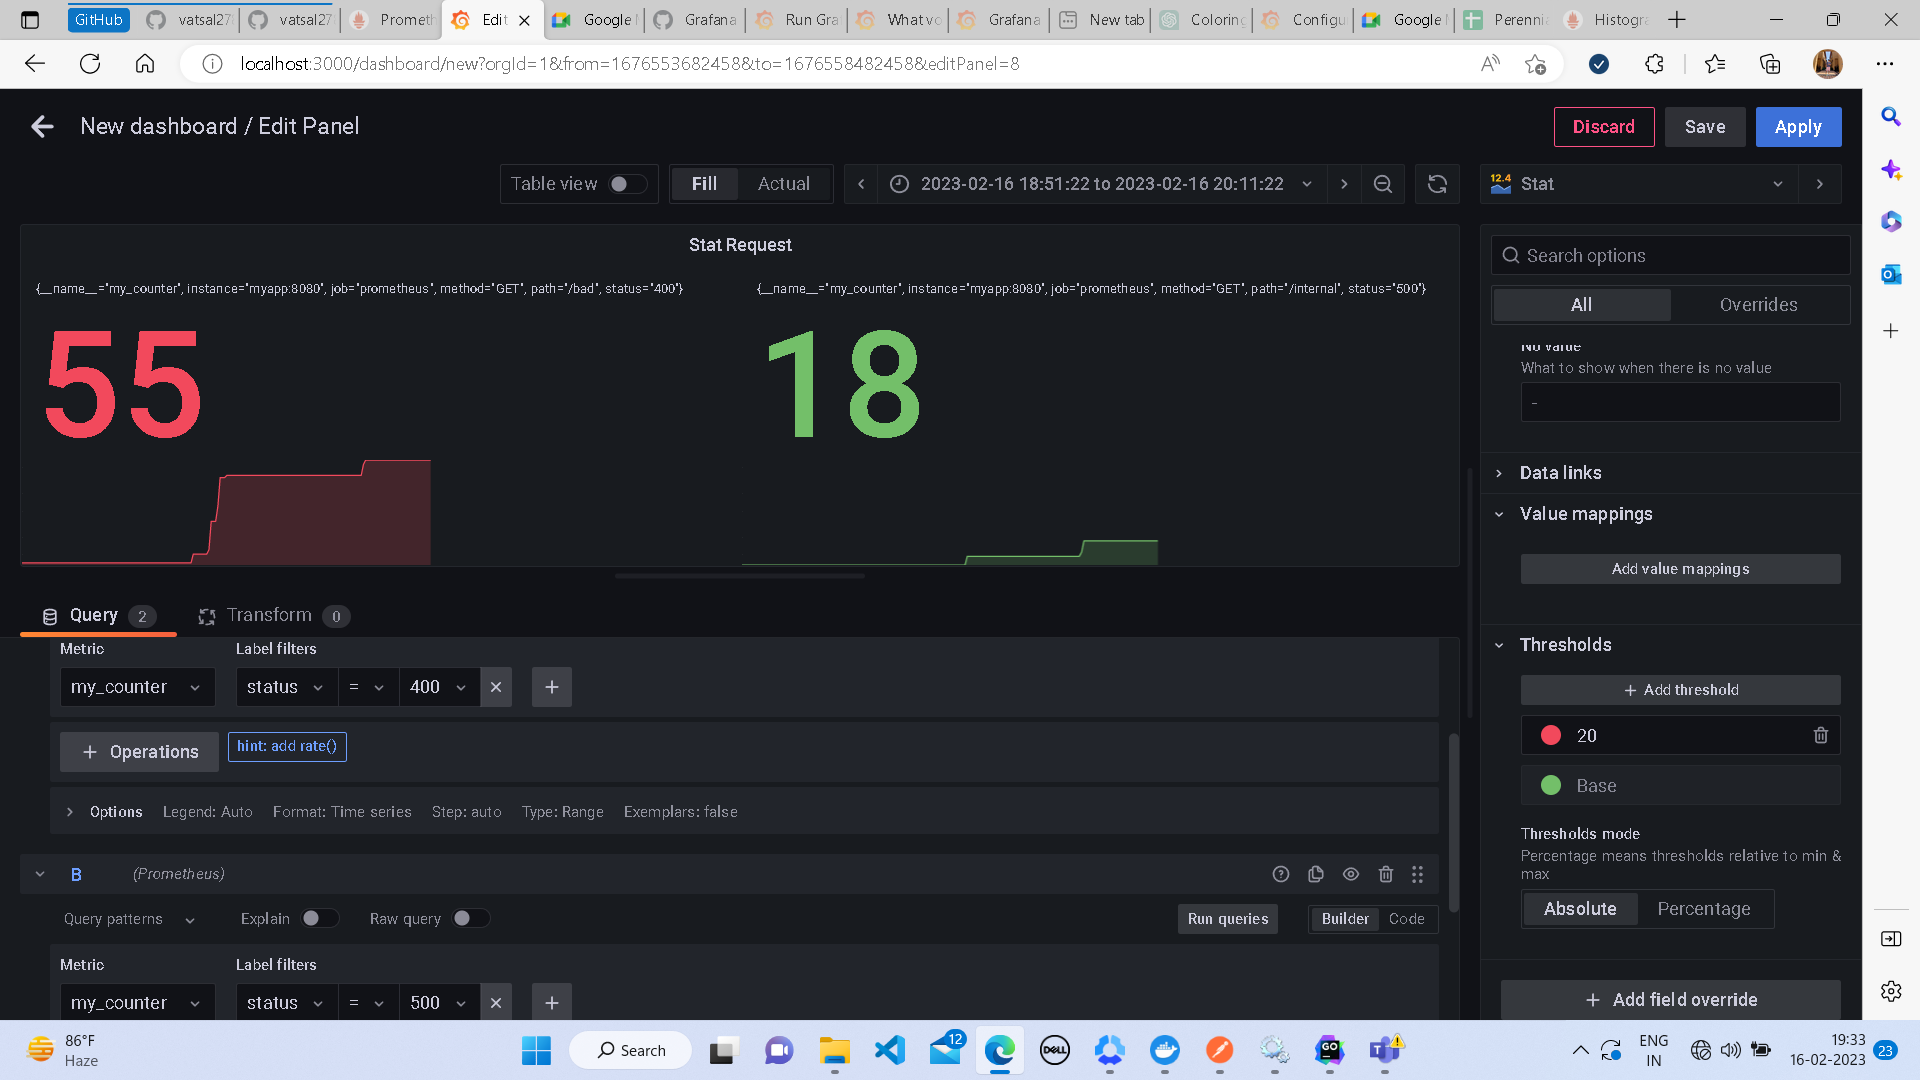 GitHub vatsal27 vatsal27 Prometh Edit Google Grafana Run Gra What vo Grafana New tab Coloring Configu Google Perennia Histogra
localhost:3000/dashboard/new?orgId=1&from=1676553682458&to=1676558482458&editPanel=8
New dashboard / Edit Panel
Discard Save Apply
Table view Fill Actual 2023-02-16 18:51:22 to 2023-02-16 20:11:22 12.4 Stat
Stat Request
{__name__="my_counter", instance="myapp:8080", job="prometheus", method="GET", path="/bad", status="400"}
55
{__name__="my_counter", instance="myapp:8080", job="prometheus", method="GET", path="/internal", status="500"}
18
Search options
All Overrides
No value
What to show when there is no value
-
Data links
Value mappings
Add value mappings
Thresholds
+ Add threshold
20
Base
Thresholds mode
Percentage means thresholds relative to min &
max
Absolute Percentage
+ Add field override
Query 2 Transform 0
Metric Label filters
my_counter status = 400
+ Operations hint: add rate()
Options Legend: Auto Format: Time series Step: auto Type: Range Exemplars: false
B (Prometheus)
Query patterns Explain Raw query Run queries Builder Code
Metric Label filters
my_counter status = 500
86°F
Haze
Search
12
DELL
GO
ENG
IN
19:33
16-02-2023
23